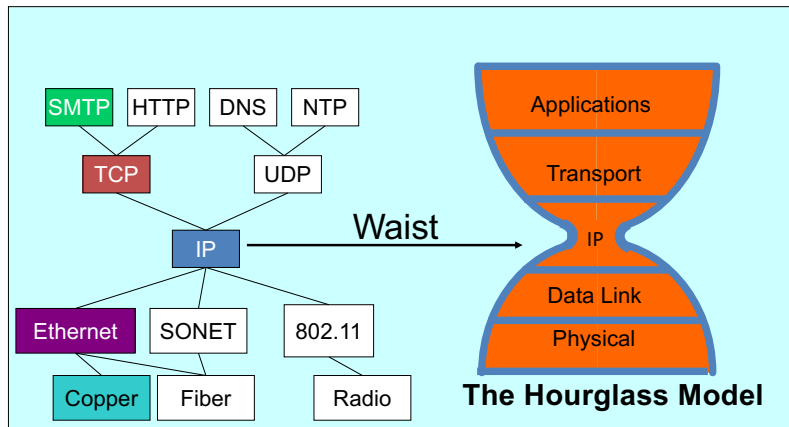 SMTP HTTP DNS NTP
TCP UDP
IP
Ethernet SONET 802.11
Copper Fiber Radio
Waist
Applications
Transport
IP
Data Link
Physical
The Hourglass Model